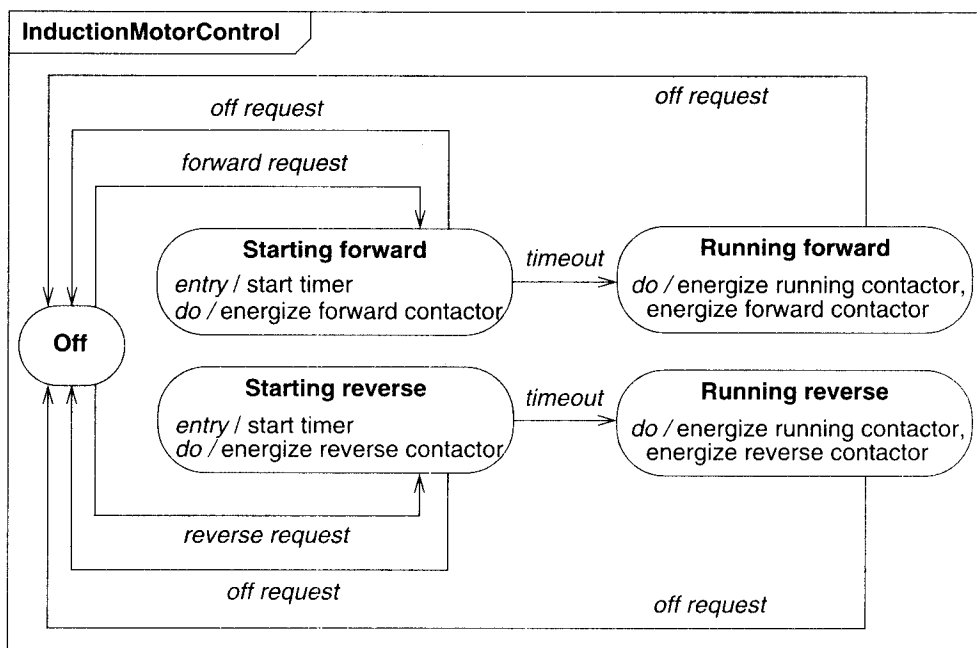 InductionMotorControl
off request
off request
forward request
Starting forward
entry / start timer
do / energize forward contactor
timeout
Running forward
do / energize running contactor,
energize forward contactor
Off
Starting reverse
entry / start timer
do / energize reverse contactor
timeout
Running reverse
do / energize running contactor,
energize reverse contactor
reverse request
off request
off request